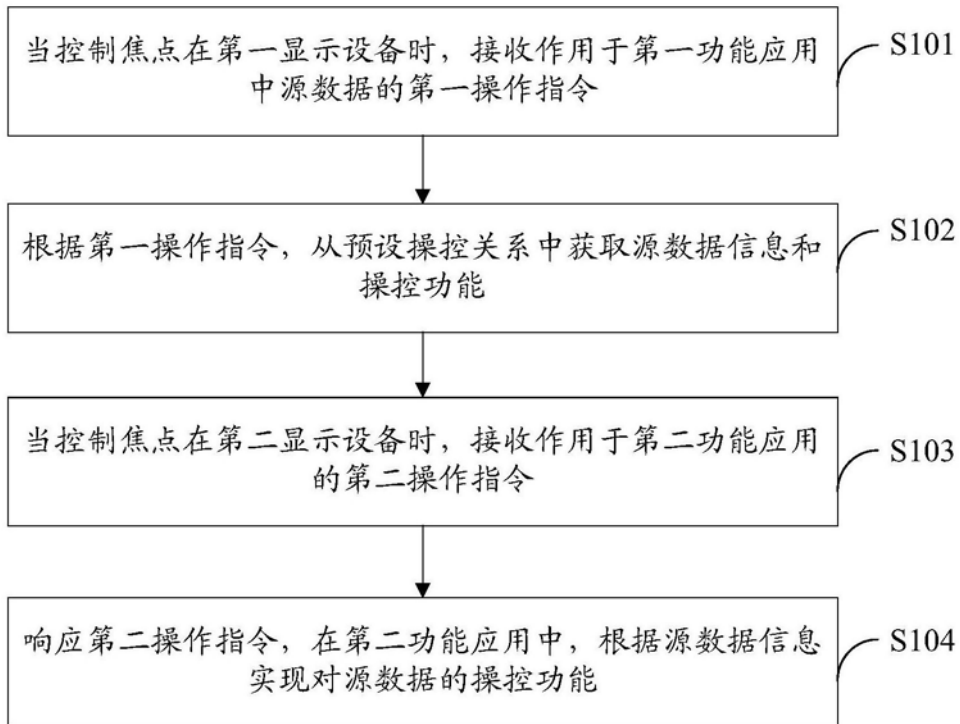 当控制焦点在第一显示设备时，接收作用于第一功能应用
中源数据的第一操作指令
S101
根据第一操作指令，从预设操控关系中获取源数据信息和
操控功能
S102
当控制焦点在第二显示设备时，接收作用于第二功能应用
的第二操作指令
S103
响应第二操作指令，在第二功能应用中，根据源数据信息
实现对源数据的操控功能
S104